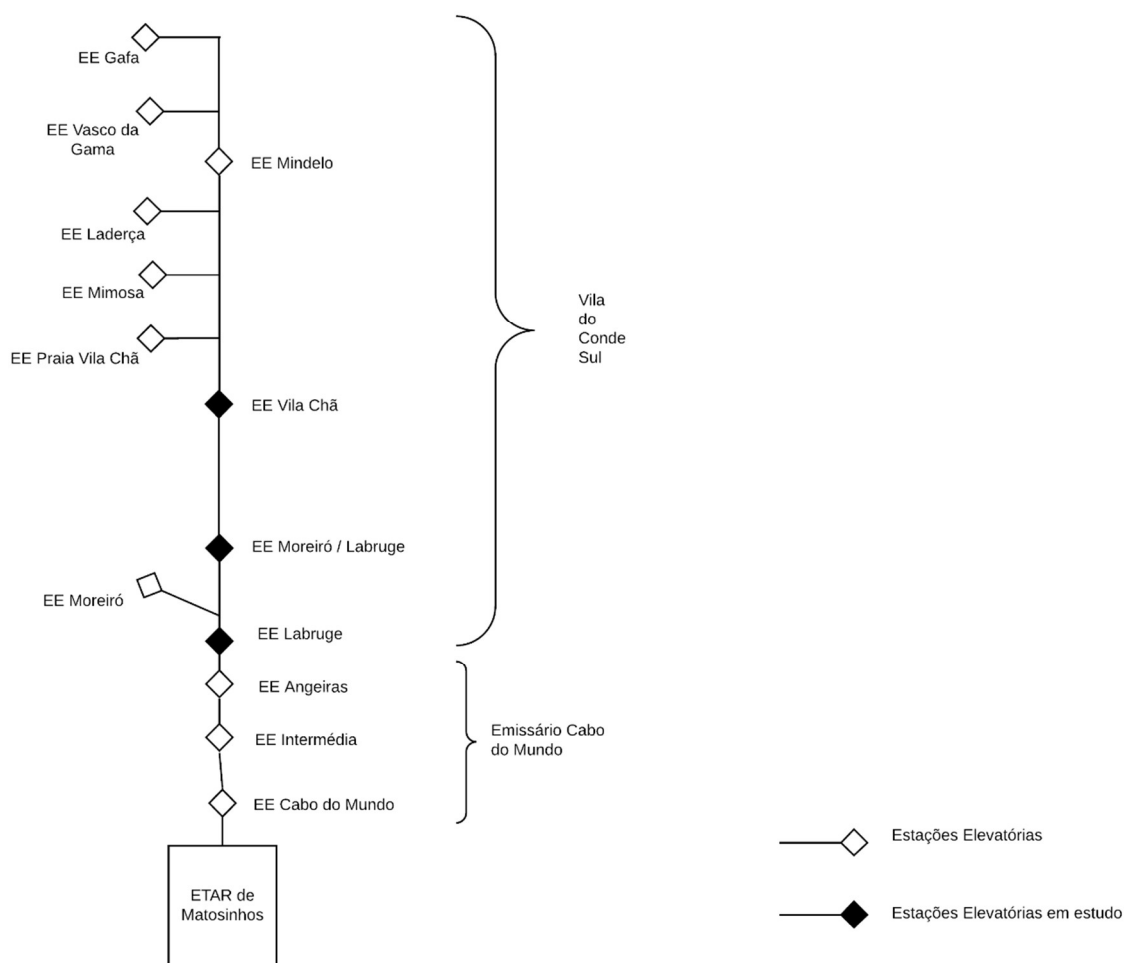 EE Gafa
EE Vasco da
Gama
EE Mindelo
EE Laderça
EE Mimosa
EE Praia Vila Chã
EE Vila Chã
EE Moreiró / Labruge
EE Moreiró
EE Labruge
EE Angeiras
EE Intermédia
EE Cabo do Mundo
ETAR de
Matosinhos
Vila
do
Conde
Sul
Emissário Cabo
do Mundo
Estações Elevatórias
Estações Elevatórias em estudo